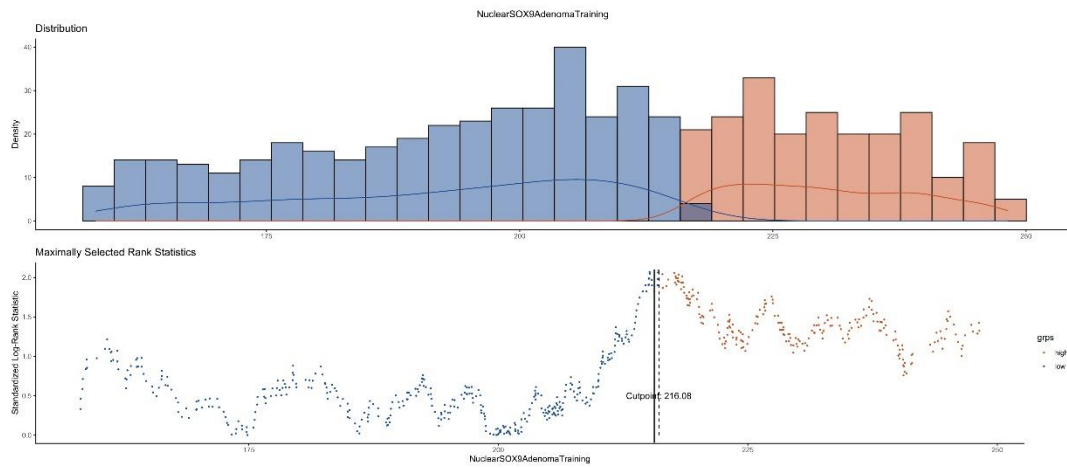 NuclearSOX9AdenomaTraining
Distribution
40
30
20
10
0
Density
175
200
225
250
Maximally Selected Rank Statistics
2.0
1.5
1.0
0.5
0.0
Standardized Log-Rank Statistic
Cutpoint: 216.08
grps
high
low
175
200
225
250
NuclearSOX9AdenomaTraining